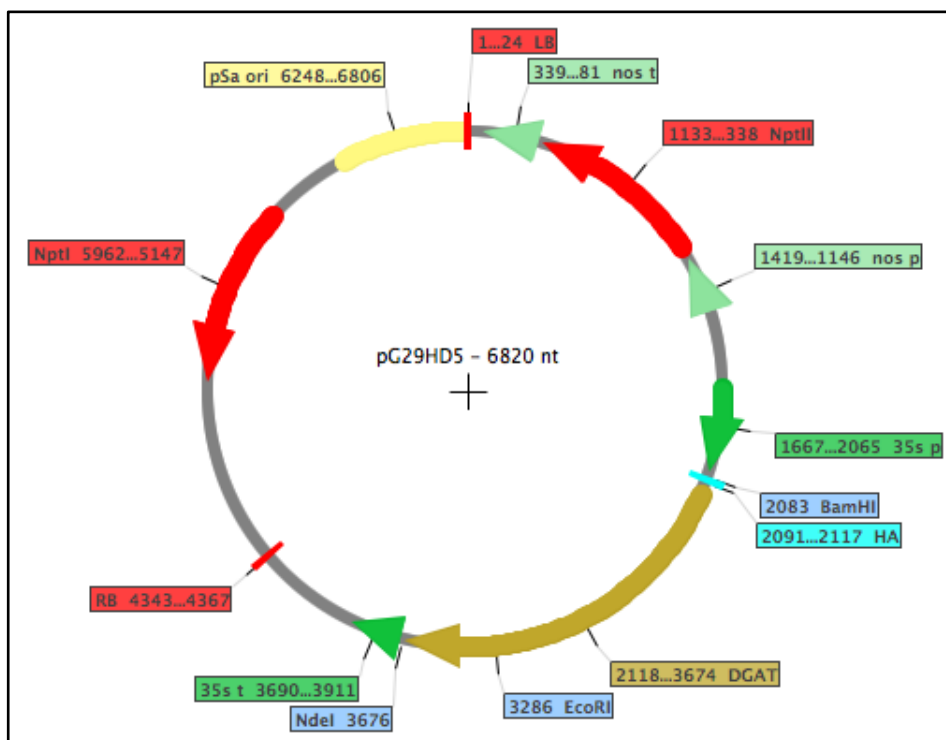 1...24 LB
339...81 nos t
pSa ori 6248...6806
1133...338 NptII
NptI 5962...5147
1419...1146 nos p
pG29HD5 - 6820 nt
1667...2065 35s p
2083 BamHI
2091...2117 HA
RB 4343...4367
2118...3674 DGAT
35s t 3690...3911
3286 EcoRI
NdeI 3676